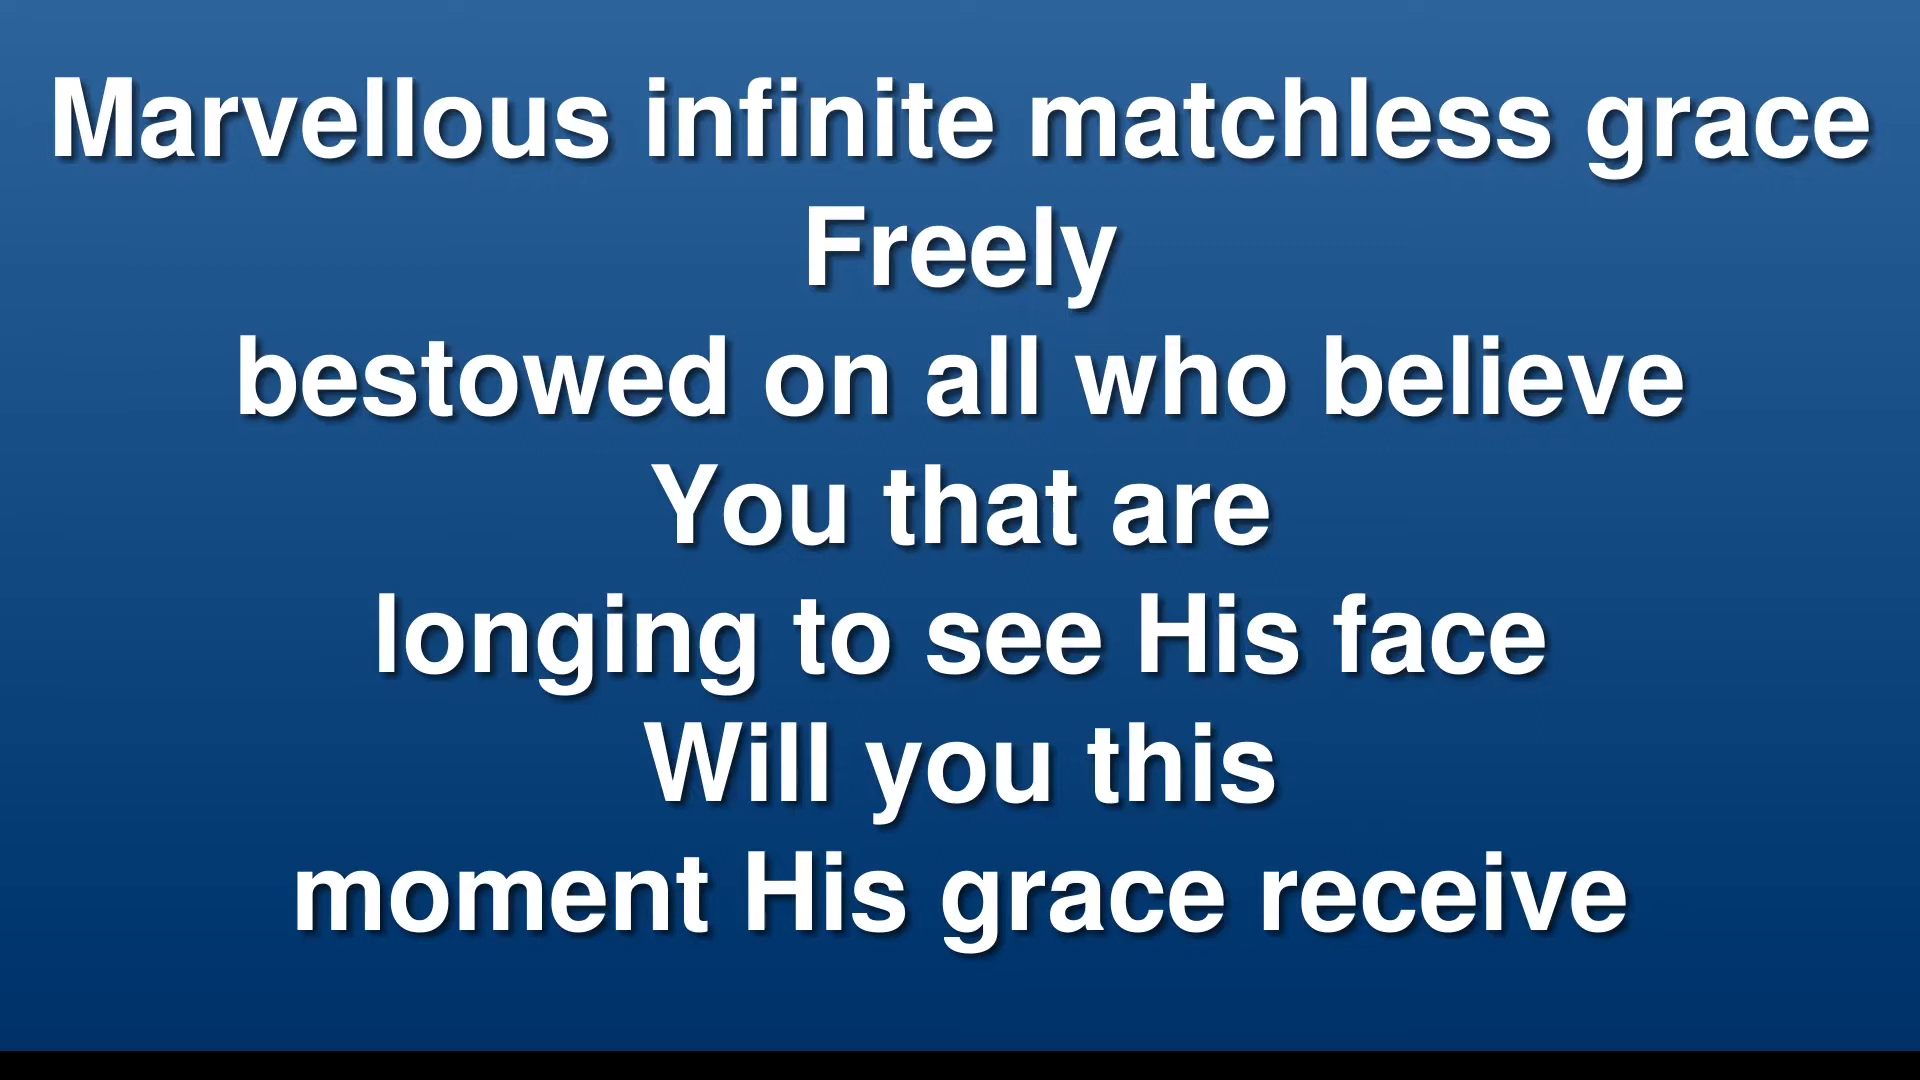 Marvellous infinite matchless grace
Freely
bestowed on all who believe
You that are
longing to see His face
Will you this
moment His grace receive